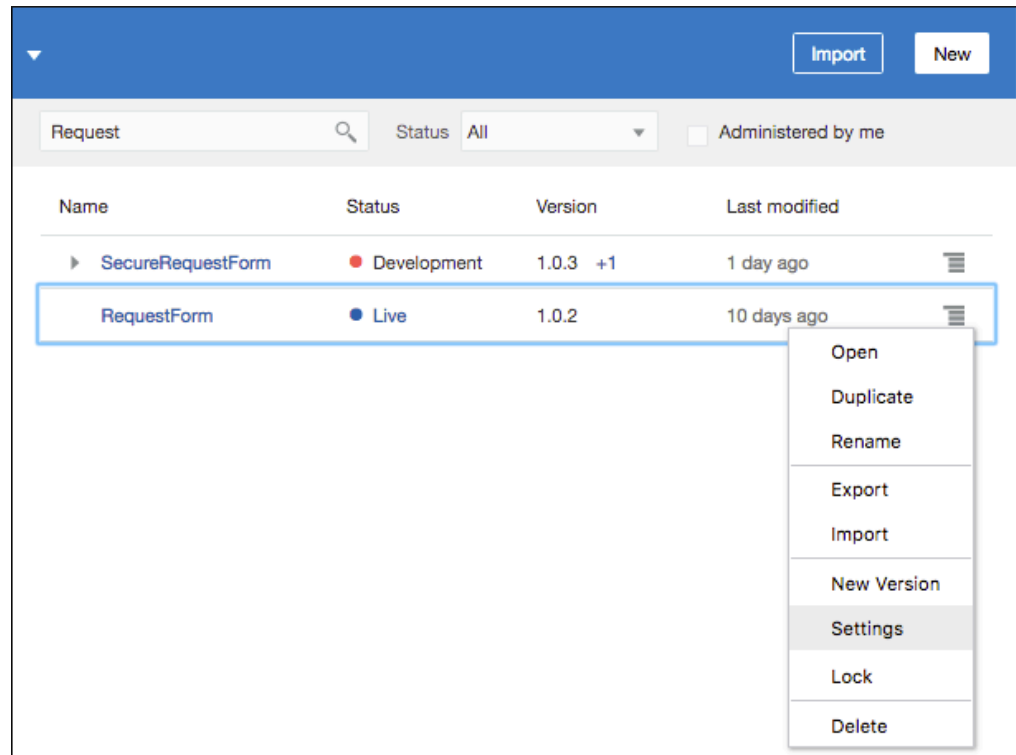 Import New
Request Status All Administered by me
Name Status Version Last modified
SecureRequestForm Development 1.0.3 +1 1 day ago
RequestForm Live 1.0.2 10 days ago
Open
Duplicate
Rename
Export
Import
New Version
Settings
Lock
Delete